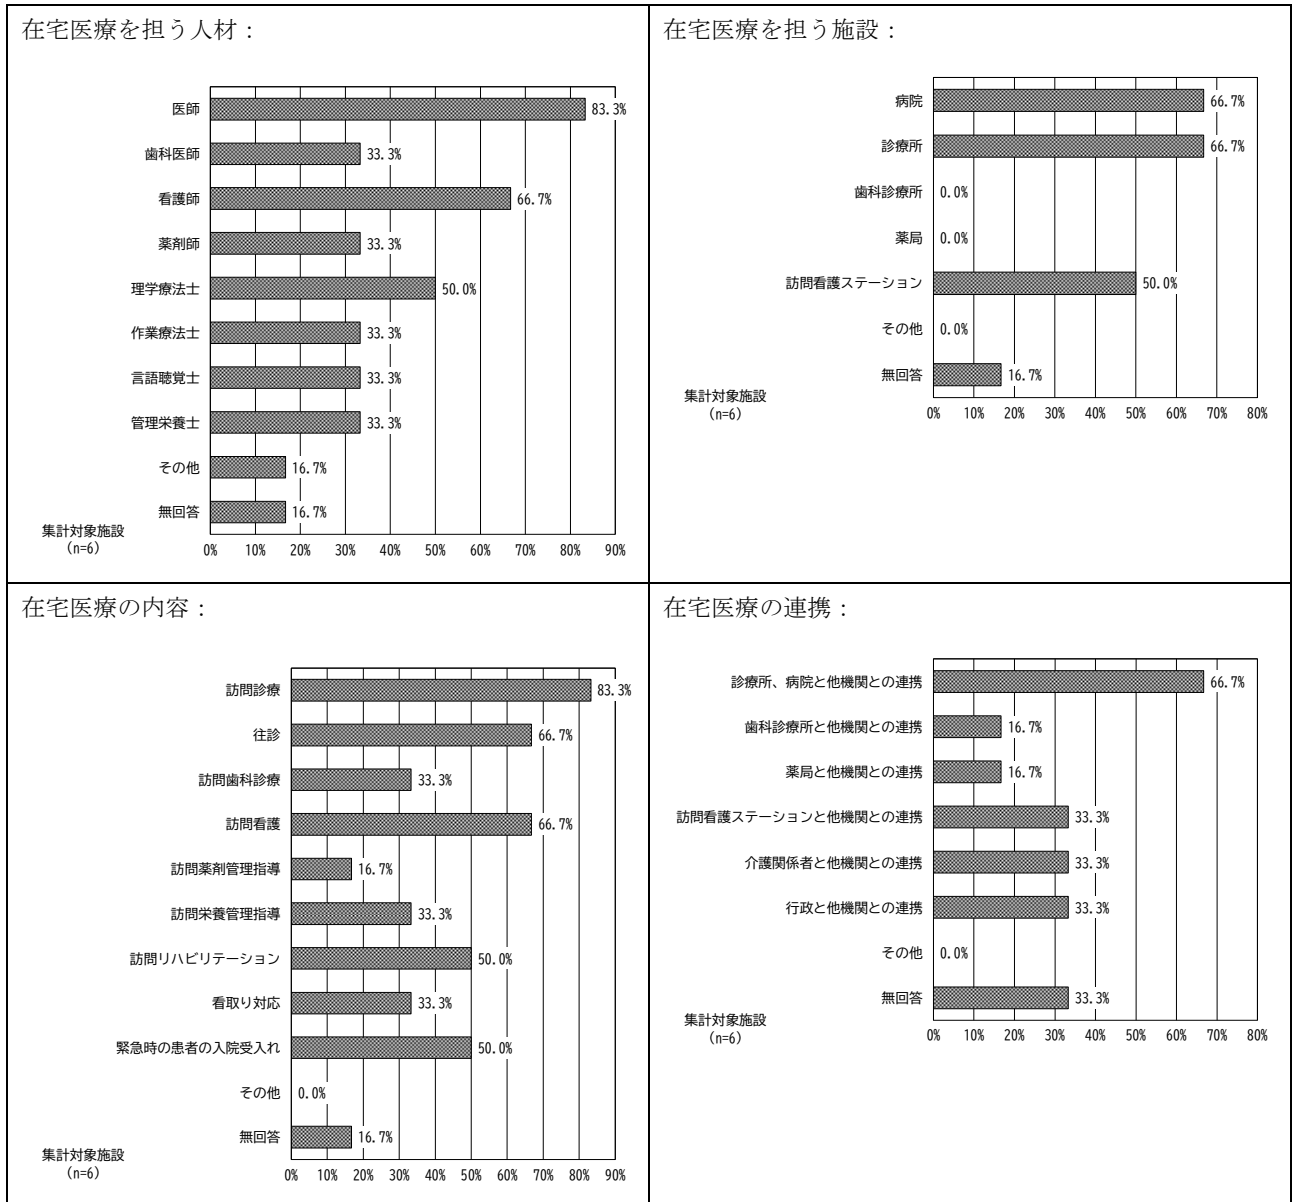 在宅医療を担う人材：
医師 83.3%
歯科医師 33.3%
看護師 66.7%
薬剤師 33.3%
理学療法士 50.0%
作業療法士 33.3%
言語聴覚士 33.3%
管理栄養士 33.3%
その他 16.7%
無回答 16.7%
集計対象施設
(n=6)
0% 10% 20% 30% 40% 50% 60% 70% 80% 90%
在宅医療を担う施設：
病院 66.7%
診療所 66.7%
歯科診療所 0.0%
薬局 0.0%
訪問看護ステーション 50.0%
その他 0.0%
無回答 16.7%
集計対象施設
(n=6)
0% 10% 20% 30% 40% 50% 60% 70% 80%
在宅医療の内容：
訪問診療 83.3%
往診 66.7%
訪問歯科診療 33.3%
訪問看護 66.7%
訪問薬剤管理指導 16.7%
訪問栄養管理指導 33.3%
訪問リハビリテーション 50.0%
看取り対応 33.3%
緊急時の患者の入院受入れ 50.0%
その他 0.0%
無回答 16.7%
集計対象施設
(n=6)
0% 10% 20% 30% 40% 50% 60% 70% 80% 90%
在宅医療の連携：
診療所、病院と他機関との連携 66.7%
歯科診療所と他機関との連携 16.7%
薬局と他機関との連携 16.7%
訪問看護ステーションと他機関との連携 33.3%
介護関係者と他機関との連携 33.3%
行政と他機関との連携 33.3%
その他 0.0%
無回答 33.3%
集計対象施設
(n=6)
0% 10% 20% 30% 40% 50% 60% 70% 80%